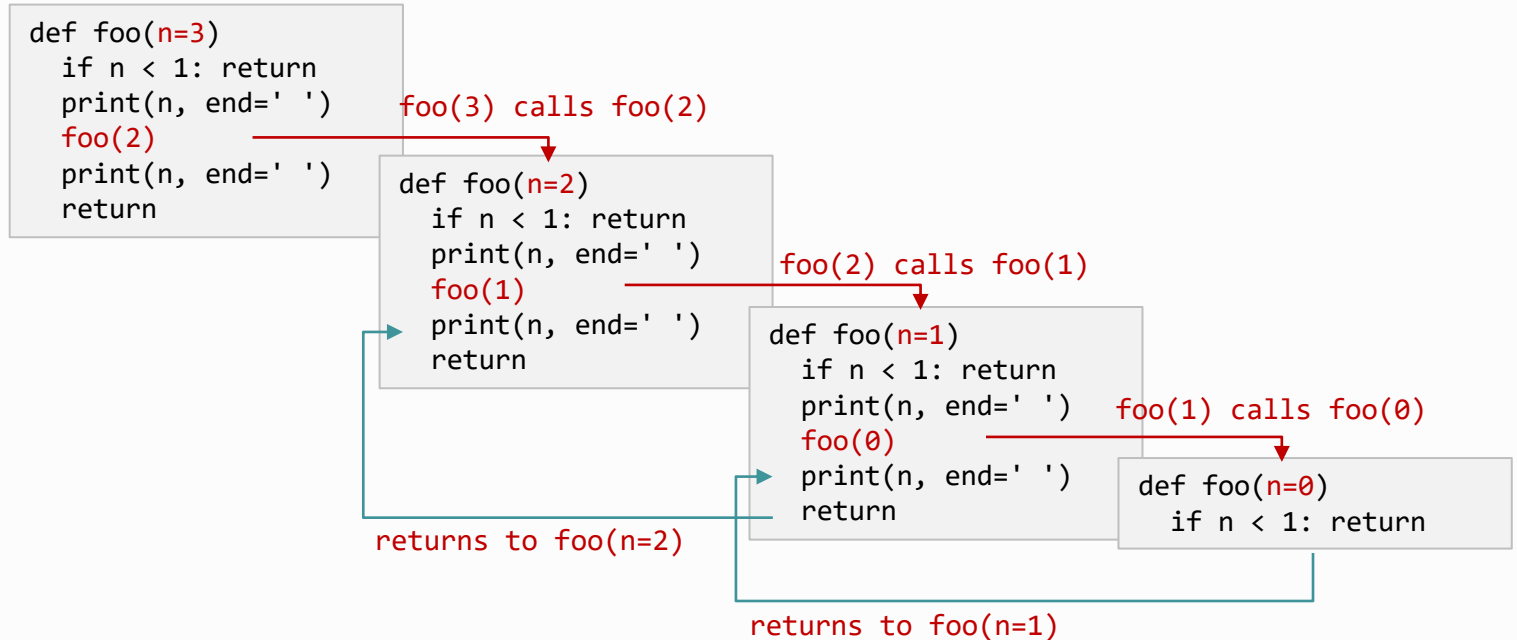 def foo(n=3)
if n < 1: return
print(n, end=' ')
foo(2)
print(n, end=' ')
return
foo(3) calls foo(2)
def foo(n=2)
if n < 1: return
print(n, end=' ')
foo(1)
print(n, end=' ')
return
foo(2) calls foo(1)
def foo(n=1)
if n < 1: return
print(n, end=' ')
foo(0)
print(n, end=' ')
return
foo(1) calls foo(0)
def foo(n=0)
if n < 1: return
returns to foo(n=2)
returns to foo(n=1)